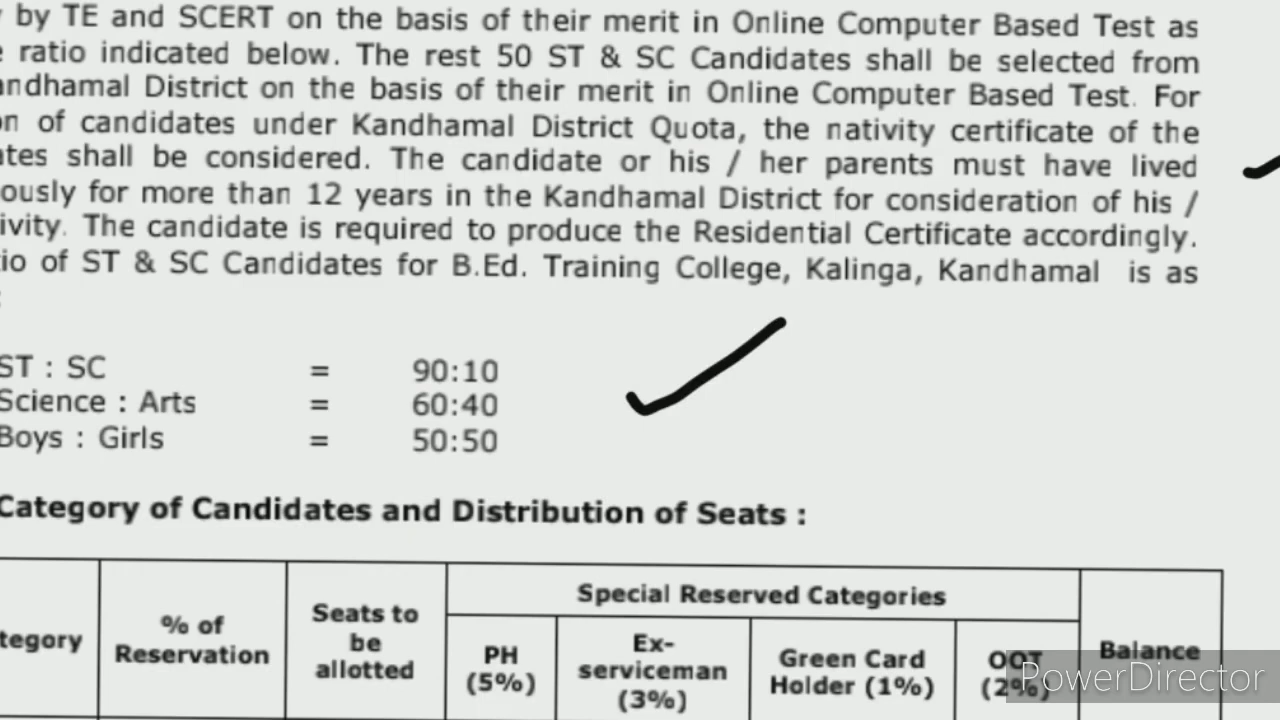 by TE and SCERT on the basis of their merit in Online Computer Based Test as
ratio indicated below. The rest 50 ST & SC Candidates shall be selected from
andhamal District on the basis of their merit in Online Computer Based Test. For
on of candidates under Kandhamal District Quota, the nativity certificate of the
ates shall be considered. The candidate or his / her parents must have lived
ously for more than 12 years in the Kandhamal District for consideration of his /
ivity. The candidate is required to produce the Residential Certificate accordingly.
io of ST & SC Candidates for B.Ed. Training College, Kalinga, Kandhamal is as
:
ST : SC = 90:10
Science : Arts = 60:40
Boys : Girls = 50:50
Category of Candidates and Distribution of Seats :
tegory
% of
Reservation
Seats to
be
allotted
Special Reserved Categories
PH
(5%)
Ex-
serviceman
(3%)
Green Card
Holder (1%)
OOT
(2%)
Balance
PowerDirector